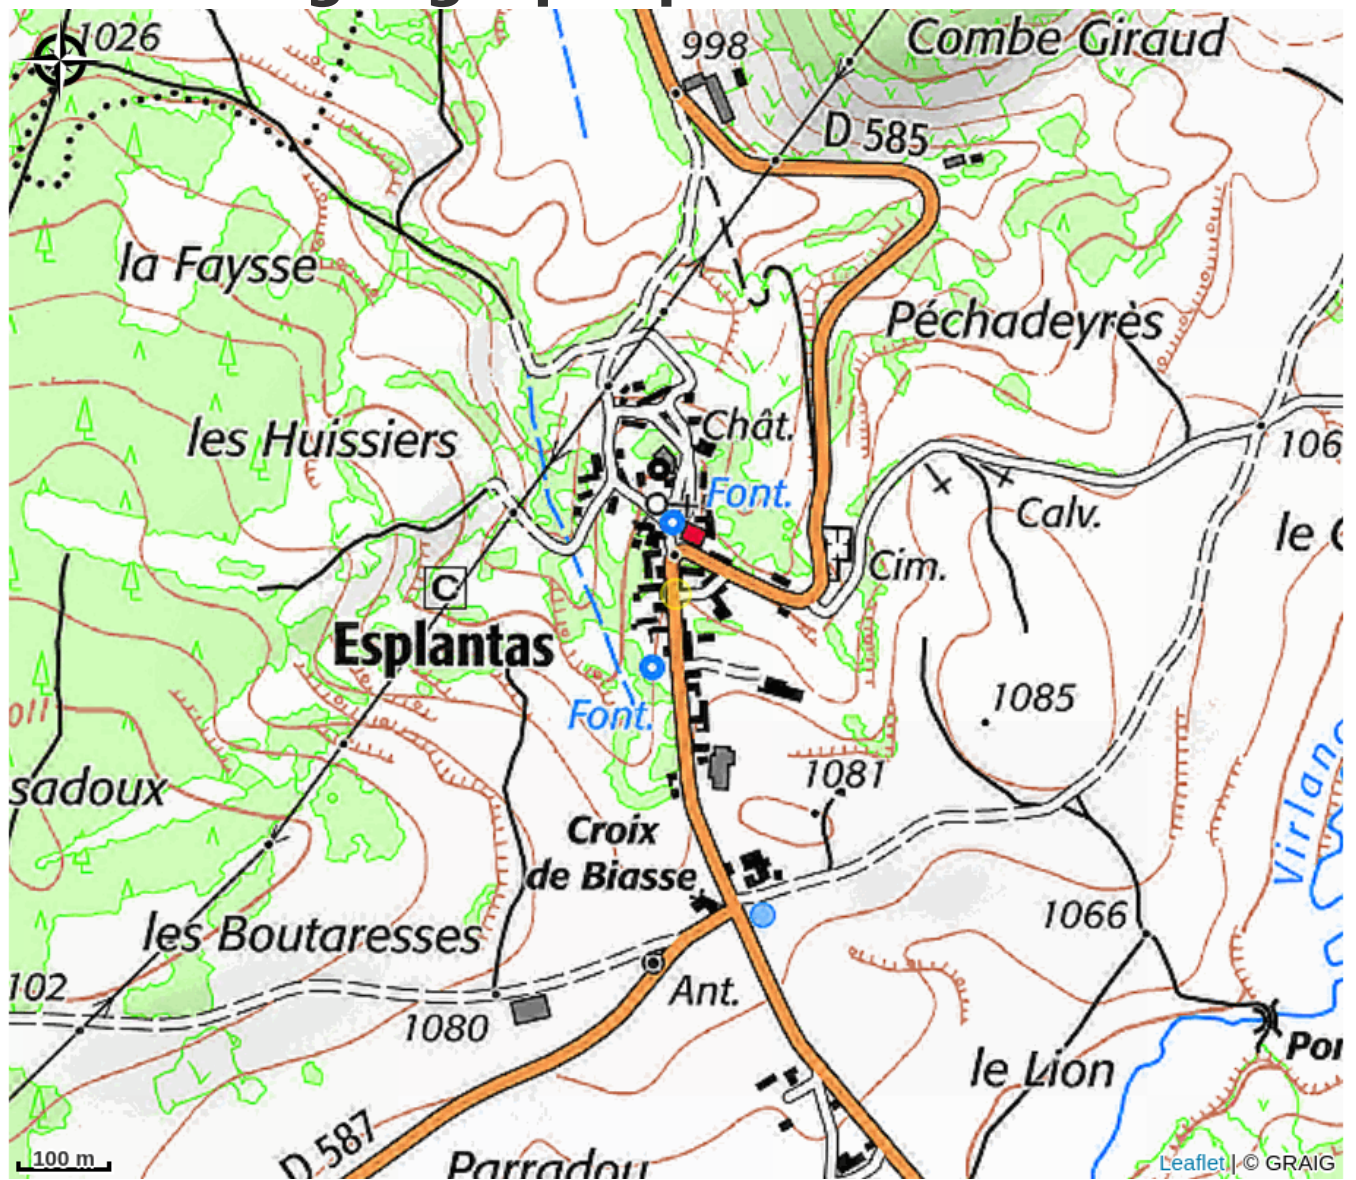 1026
998
Combe Giraud
D 585
la Faysse
Péchadeyrès
les Huissiers
Chât.
106
Font.
Calv.
le
Cim.
C
Esplantas
1085
Font.
sadoux
1081
Virlang
Croix
de Biasse
1066
les Boutaresses
102
Ant.
1080
le Lion
D 587
Parradou
100 m
Leaflet | © GRAIG